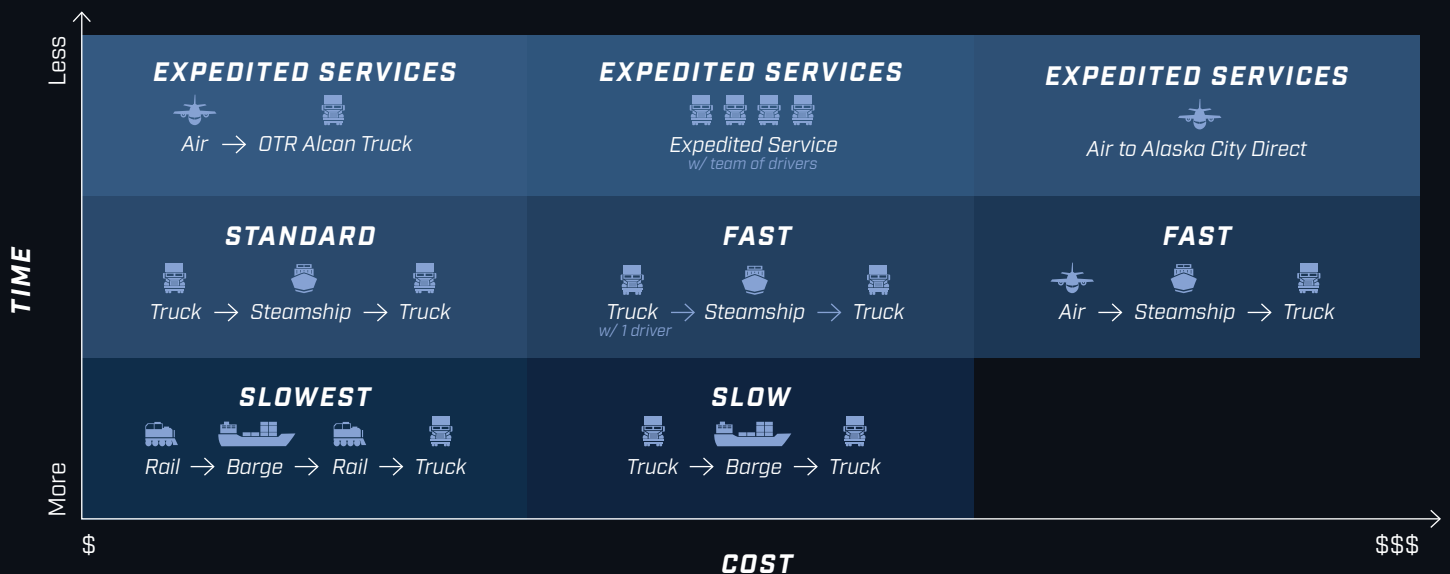 Less
EXPEDITED SERVICES
Air → OTR Alcan Truck
EXPEDITED SERVICES
Expedited Service
w/ team of drivers
EXPEDITED SERVICES
Air to Alaska City Direct
TIME
STANDARD
Truck → Steamship → Truck
FAST
Truck → Steamship → Truck
w/ 1 driver
FAST
Air → Steamship → Truck
More
SLOWEST
Rail → Barge → Rail → Truck
SLOW
Truck → Barge → Truck
$
COST
$$$